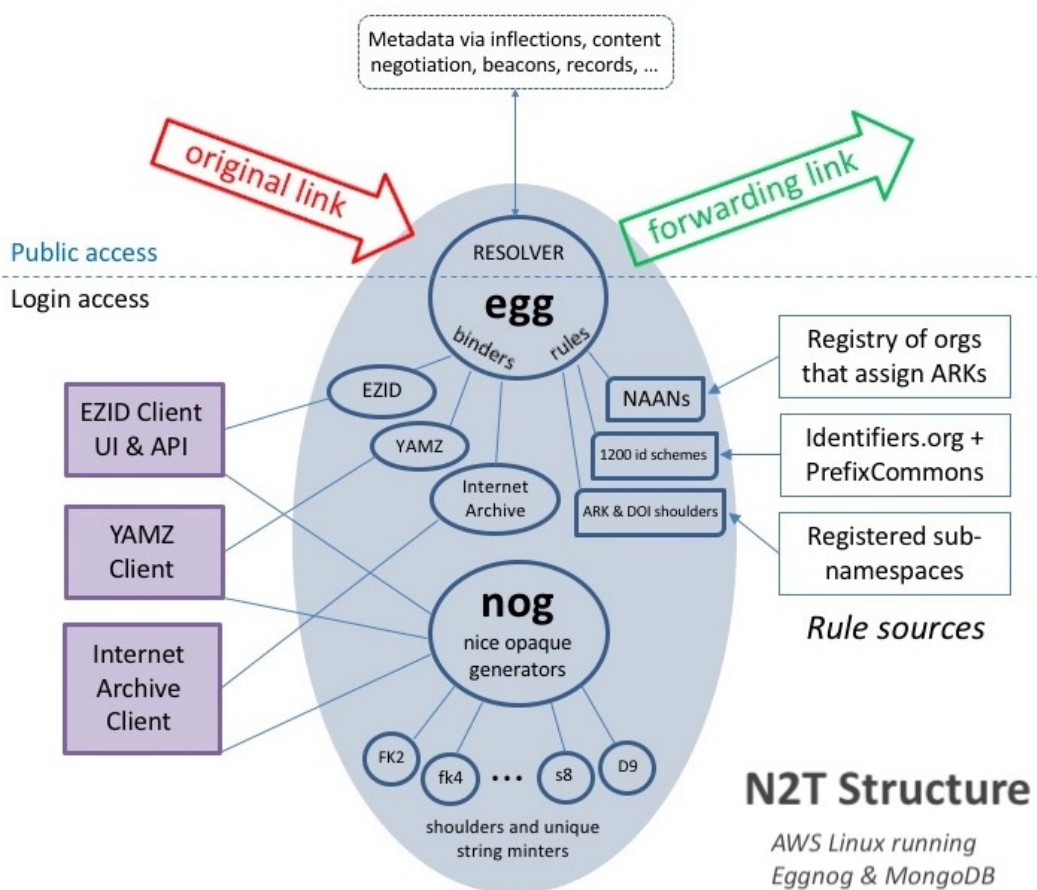 Metadata via inflections, content
negotiation, beacons, records, ...
original link
forwarding link
Public access
RESOLVER
Login access
egg
binders
rules
EZID
NAANs
Registry of orgs
that assign ARKs
EZID Client
UI & API
YAMZ
1200 id schemes
Identifiers.org +
PrefixCommons
Internet
Archive
ARK & DOI shoulders
YAMZ
Client
Registered sub-
namespaces
nog
nice opaque
generators
Rule sources
Internet
Archive
Client
FK2
fk4
...
s8
D9
shoulders and unique
string minters
N2T Structure
AWS Linux running
Eggnog & MongoDB